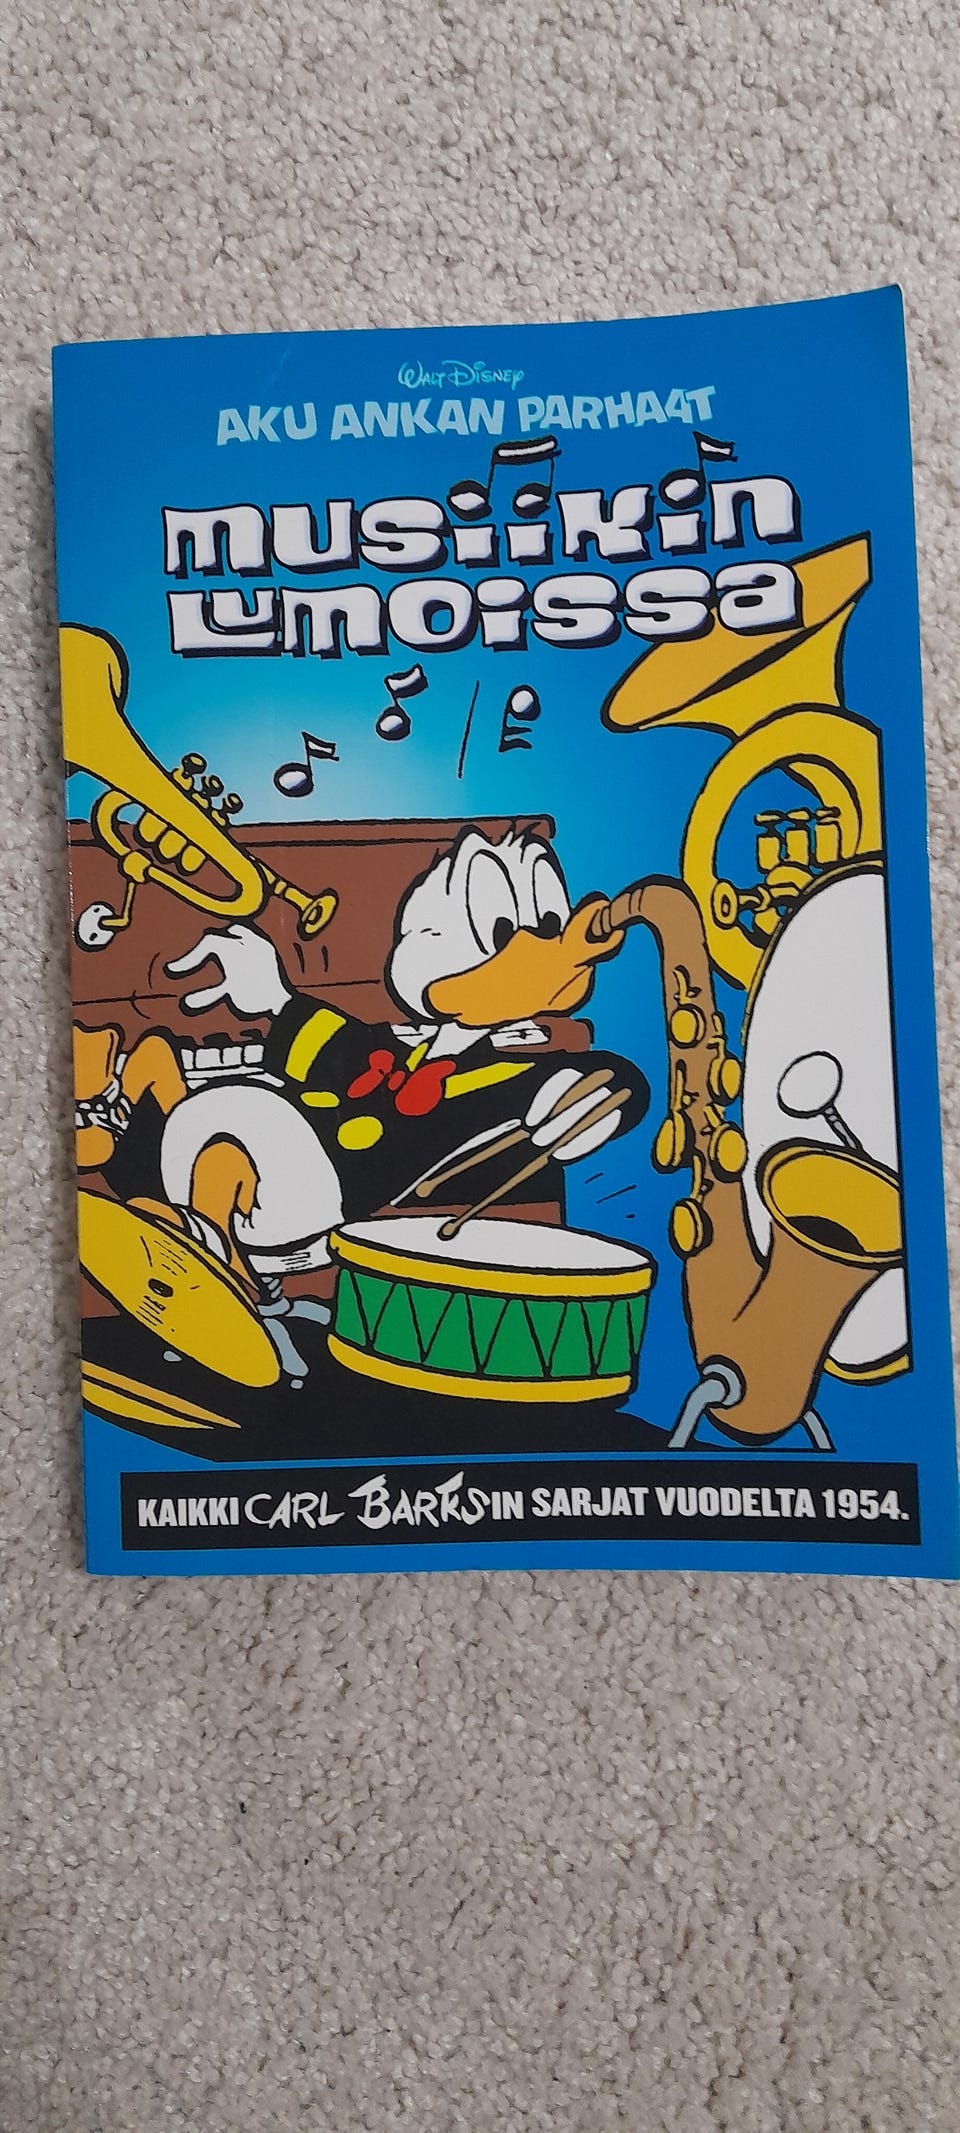 Walt Disney
AKU ANKAN PARHAAT
musiikin
Lumoissa
KAIKKI CARL BARKSIN SARJAT VUODELTA 1954.